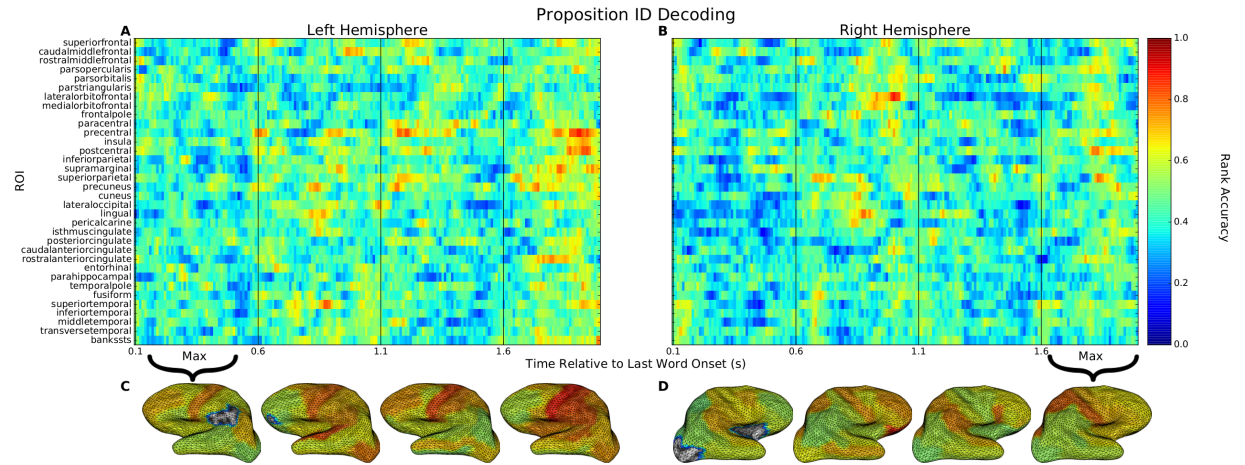 Proposition ID Decoding
A
Left Hemisphere
B
Right Hemisphere
ROI
superiorfrontal
caudalmiddlefrontal
rostralmiddlefrontal
parsopercularis
parsorbitalis
parstriangularis
lateralorbitofrontal
medialorbitofrontal
frontalpole
paracentral
precentral
insula
postcentral
inferiorparietal
supramarginal
superiorparietal
precuneus
cuneus
lateraloccipital
lingual
pericalcarine
isthmuscingulate
posteriorcingulate
caudalanteriorcingulate
rostralanteriorcingulate
entorhinal
parahippocampal
temporalpole
fusiform
superiortemporal
inferiortemporal
middletemporal
transversetemporal
bankssts
0.1 0.6 1.1 1.6
0.1 0.6 1.1 1.6
Time Relative to Last Word Onset (s)
Max
Max
1.0
0.8
0.6
0.4
0.2
0.0
Rank Accuracy
C
D